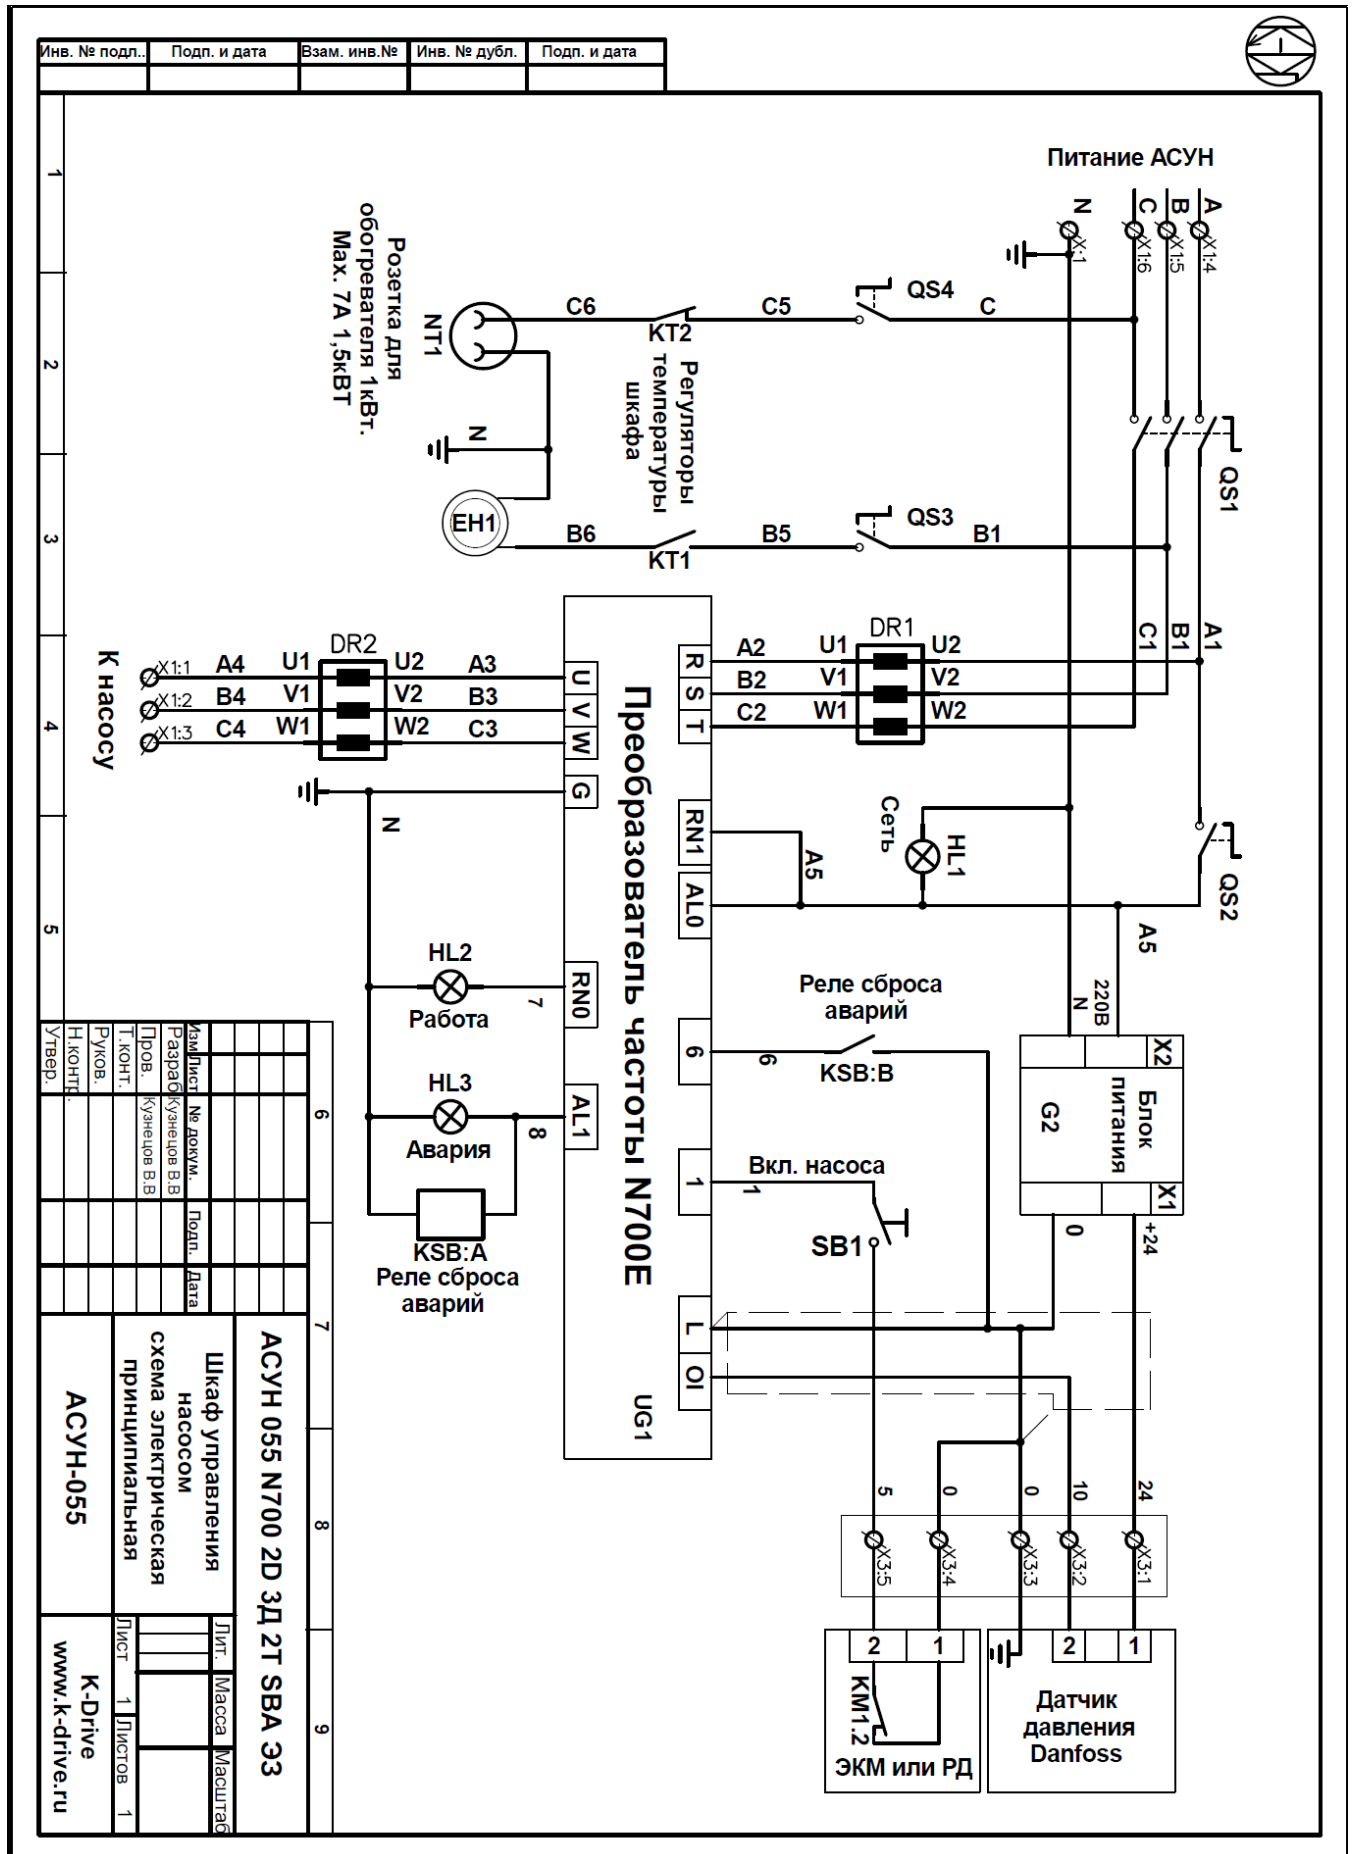 Инв. № подл..
Подп. и дата
Взам. инв.№
Инв. № дубл.
Подп. и дата
Питание АСУН
N
C
B
A
X:1
X1:6
X1:5
X1:4
1
2
3
4
5
6
7
8
9
Розетка для
обогревателя 1кВт.
Мах. 7А 1,5кВТ
NT1
C6
KT2
C5
QS4
C
Регуляторы
температуры
шкафа
N
EH1
B6
KT1
B5
QS3
B1
QS1
C1
B1
A1
К насосу
X1:1
X1:2
X1:3
A4
B4
C4
DR2
U1
V1
W1
U2
V2
W2
A3
B3
C3
U
V
W
G
N
R
S
T
A2
B2
C2
DR1
U1
V1
W1
U2
V2
W2
Преобразователь частоты N700E
UG1
RN1
AL0
A5
Сеть
HL1
QS2
A5
220В
N
HL2
Работа
7
RN0
HL3
Авария
8
AL1
KSB:A
Реле сброса
аварий
Реле сброса
аварий
6
6
KSB:B
1
Вкл. насоса
1
SB1
X2
Блок
питания
G2
X1
0
+24
L
OI
5
0
0
10
24
X3:5
X3:4
X3:3
X3:2
X3:1
2
1
2
1
KM1.2
ЭКМ или РД
Датчик
давления
Danfoss
Изм
Лист
№ докум.
Подп.
Дата
Разраб
Кузнецов В.В
Пров.
Кузнецов В.В
Т.конт.
Руков.
Н.контр.
Утвер.
АСУН 055 N700 2D 3Д 2Т SBA ЭЗ
Шкаф управления
насосом
схема электрическая
принципиальная
АСУН-055
Лит.
Масса
Масштаб
Лист 1
Листов 1
K-Drive
www.k-drive.ru